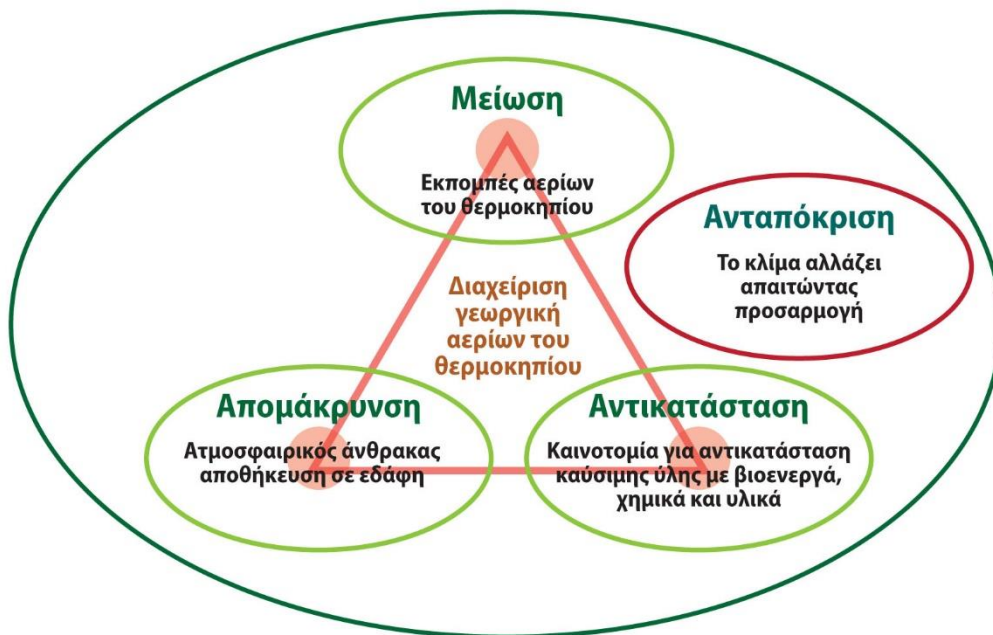 Μείωση
Εκπομπές αερίων
του θερμοκηπίου
Ανταπόκριση
Το κλίμα αλλάζει
απαιτώντας
προσαρμογή
Διαχείριση
γεωργική
αερίων του
θερμοκηπίου
Απομάκρυνση
Ατμοσφαιρικός άνθρακας
αποθήκευση σε εδάφη
Αντικατάσταση
Καινοτομία για αντικατάσταση
καύσιμης ύλης με βιοενεργά,
χημικά και υλικά